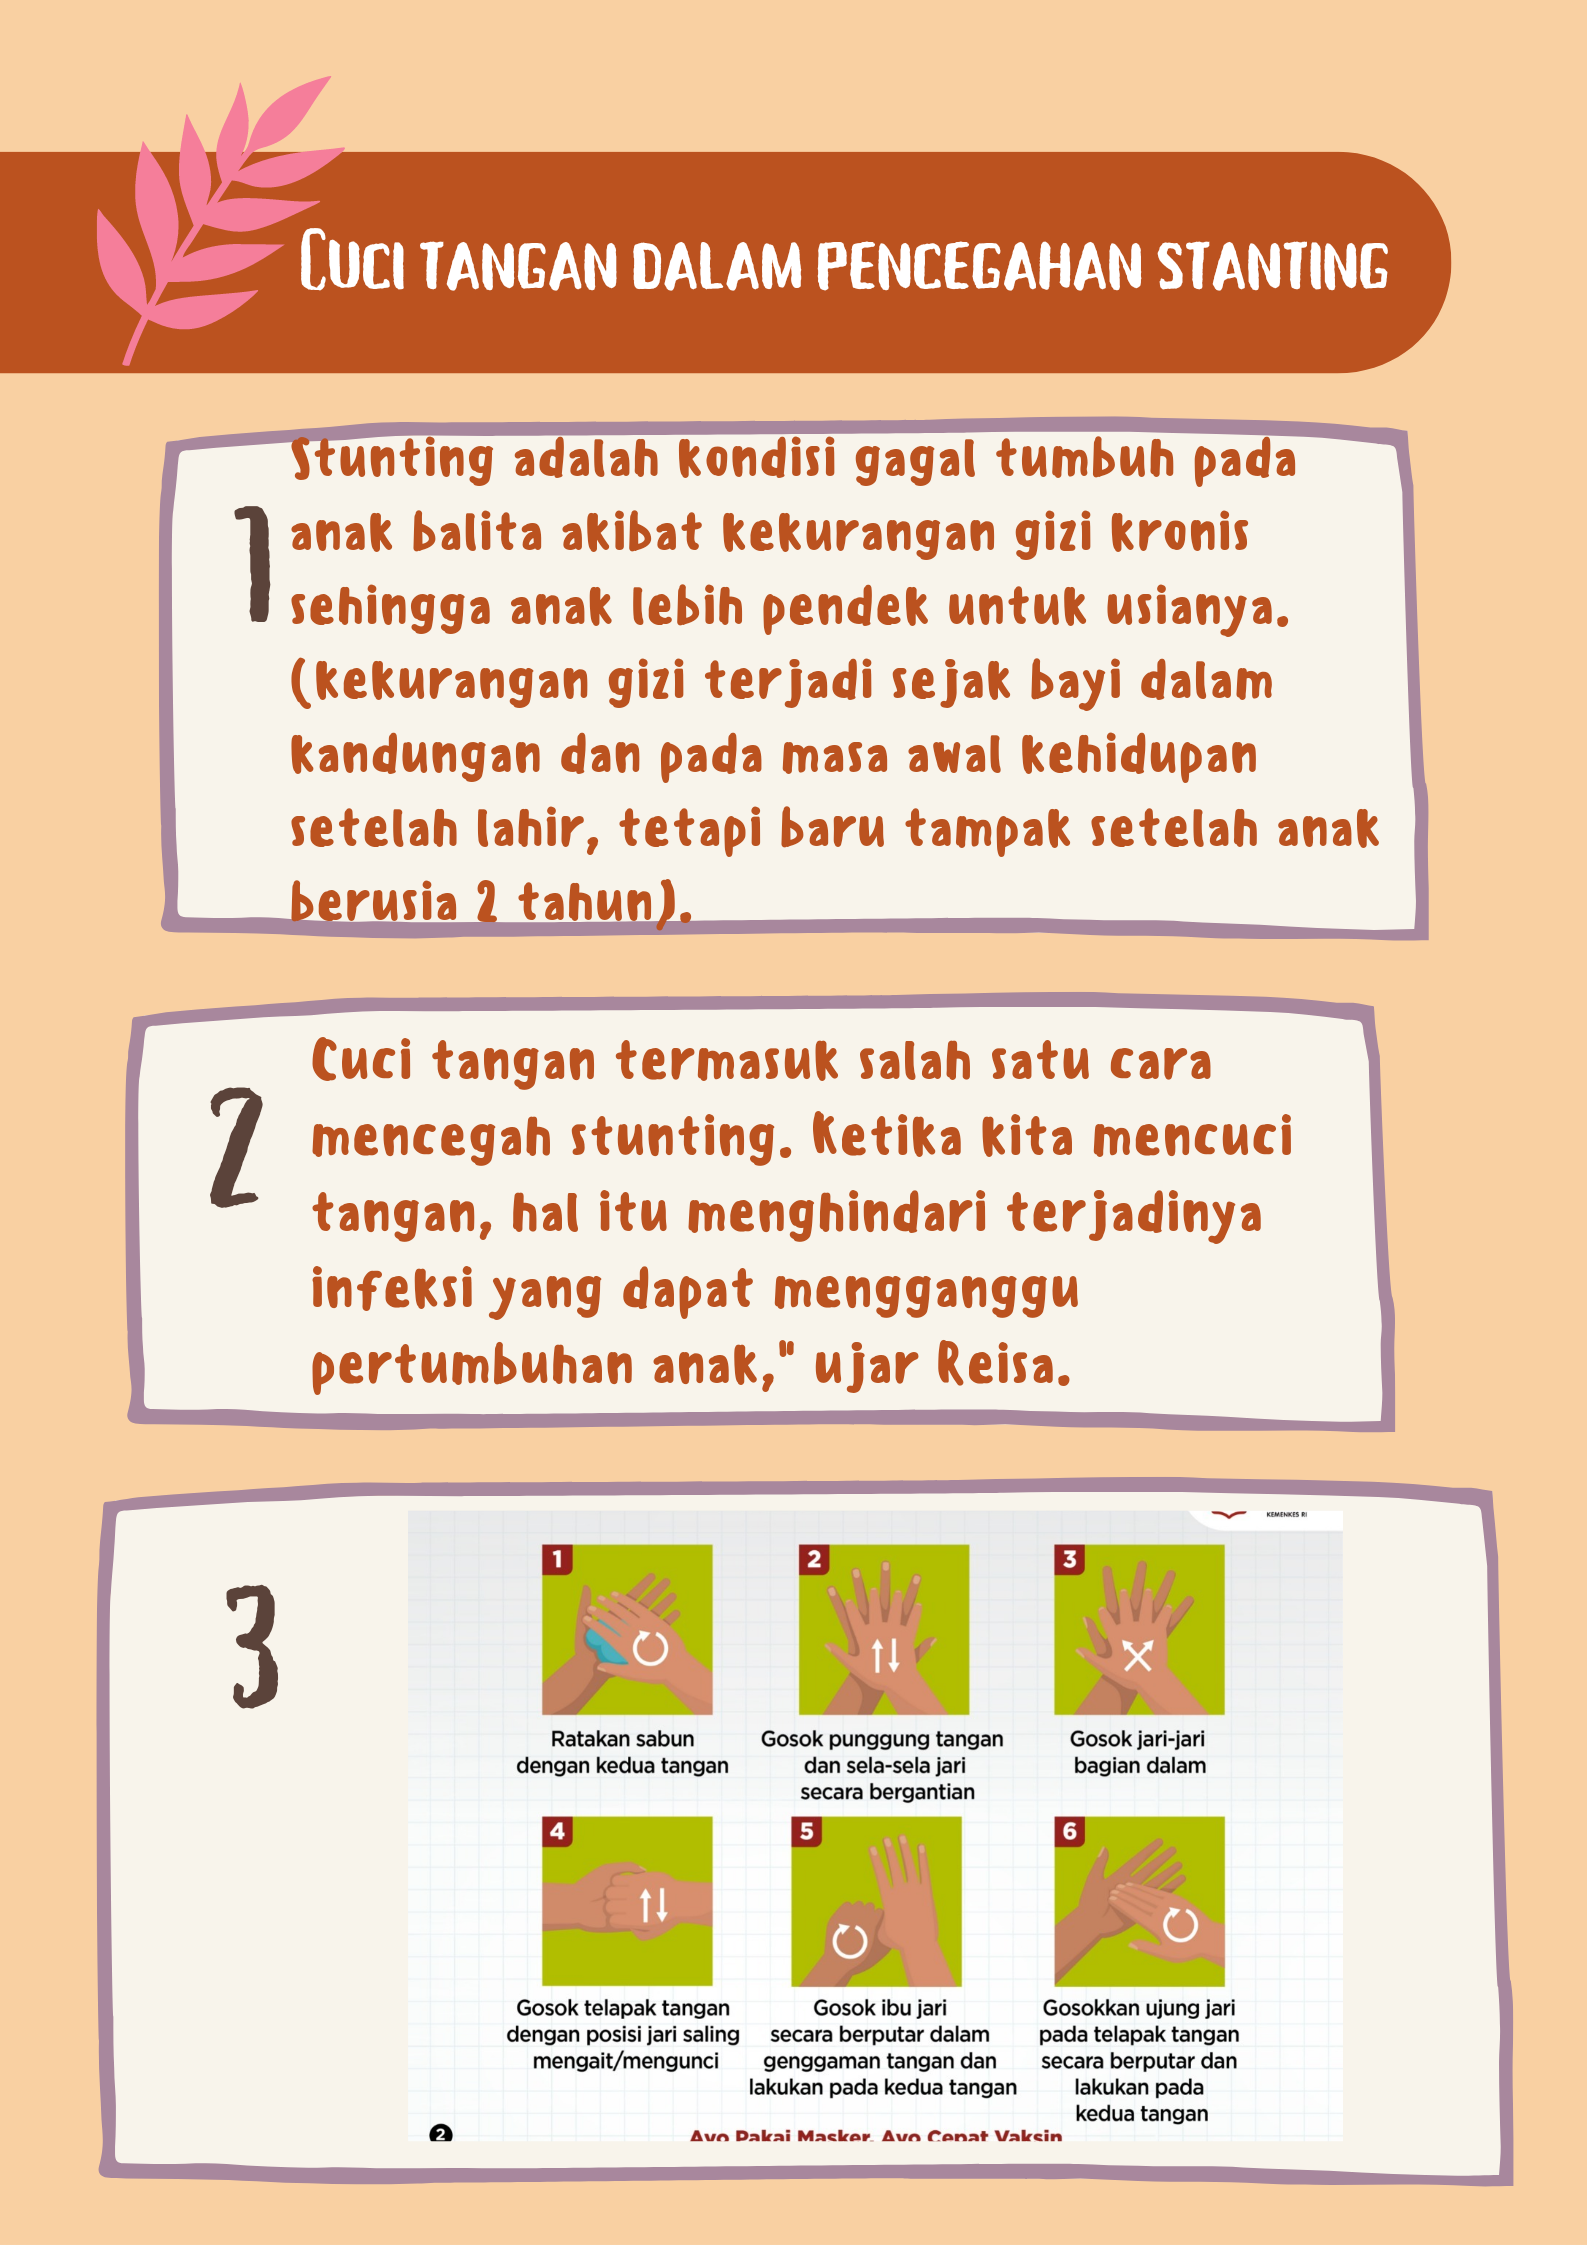 Cuci tangan dalam pencegahan stanting
1
Stunting adalah kondisi gagal tumbuh pada
anak balita akibat kekurangan gizi kronis
sehingga anak lebih pendek untuk usianya.
(kekurangan gizi terjadi sejak bayi dalam
kandungan dan pada masa awal kehidupan
setelah lahir, tetapi baru tampak setelah anak
berusia 2 tahun).
2
Cuci tangan termasuk salah satu cara
mencegah stunting. Ketika kita mencuci
tangan, hal itu menghindari terjadinya
infeksi yang dapat mengganggu
pertumbuhan anak," ujar Reisa.
3
KEMENKES RI
1
Ratakan sabun
dengan kedua tangan
2
Gosok punggung tangan
dan sela-sela jari
secara bergantian
3
Gosok jari-jari
bagian dalam
4
Gosok telapak tangan
dengan posisi jari saling
mengait/mengunci
5
Gosok ibu jari
secara berputar dalam
genggaman tangan dan
lakukan pada kedua tangan
6
Gosokkan ujung jari
pada telapak tangan
secara berputar dan
lakukan pada
kedua tangan
2
Ayo Pakai Masker, Ayo Cepat Vaksin